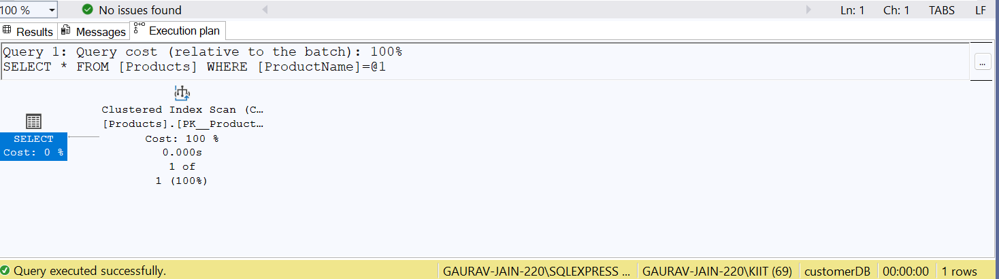 100 % No issues found Ln: 1 Ch: 1 TABS LF
Results Messages Execution plan
Query 1: Query cost (relative to the batch): 100%
SELECT * FROM [Products] WHERE [ProductName]=@1
...
Clustered Index Scan (C…
[Products].[PK__Product…
SELECT
Cost: 0 %
Cost: 100 %
0.000s
1 of
1 (100%)
Query executed successfully. GAURAV-JAIN-220\SQLEXPRESS ... GAURAV-JAIN-220\KIIT (69) customerDB 00:00:00 1 rows